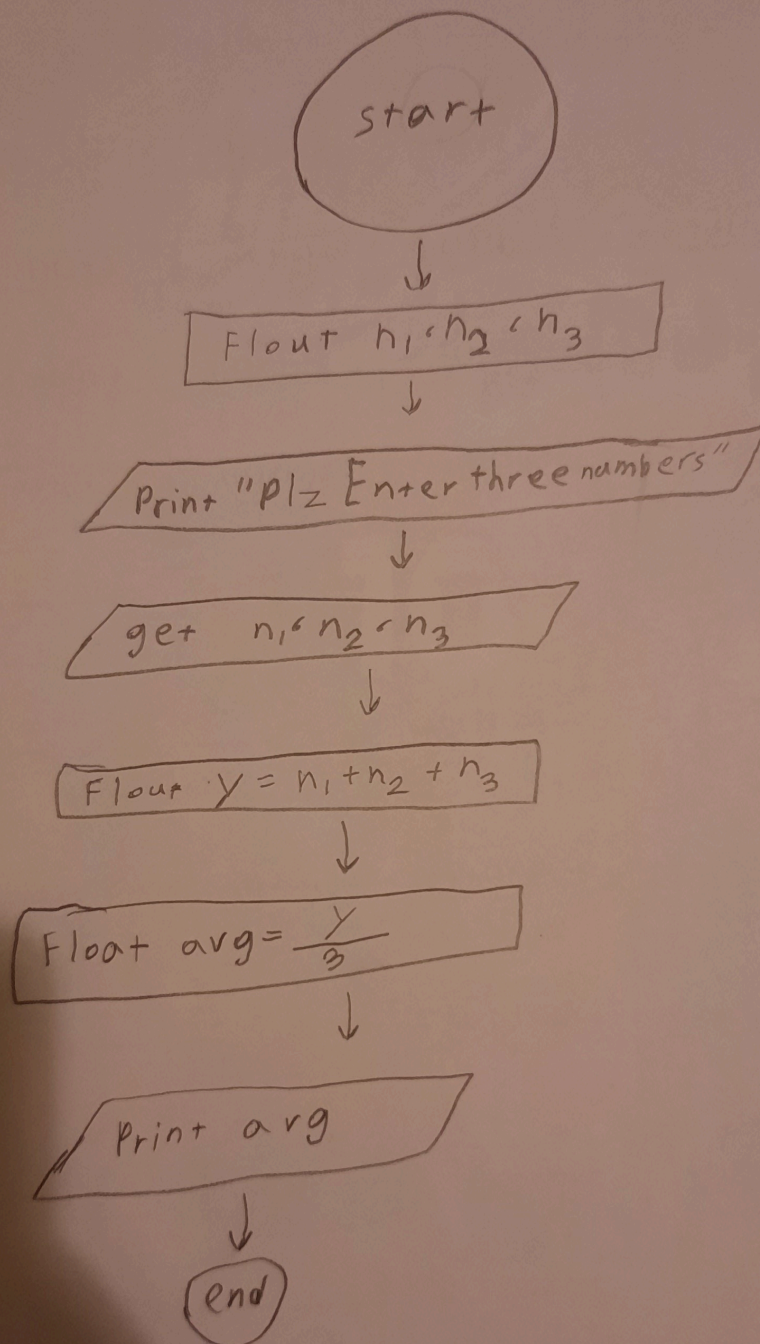 start
Flout n1، n2 ، n3
Print "Plz Enter three numbers"
get n1، n2 ، n3
Flout y = n1 + n2 + n3
Float avg = y/3
Print avg
end